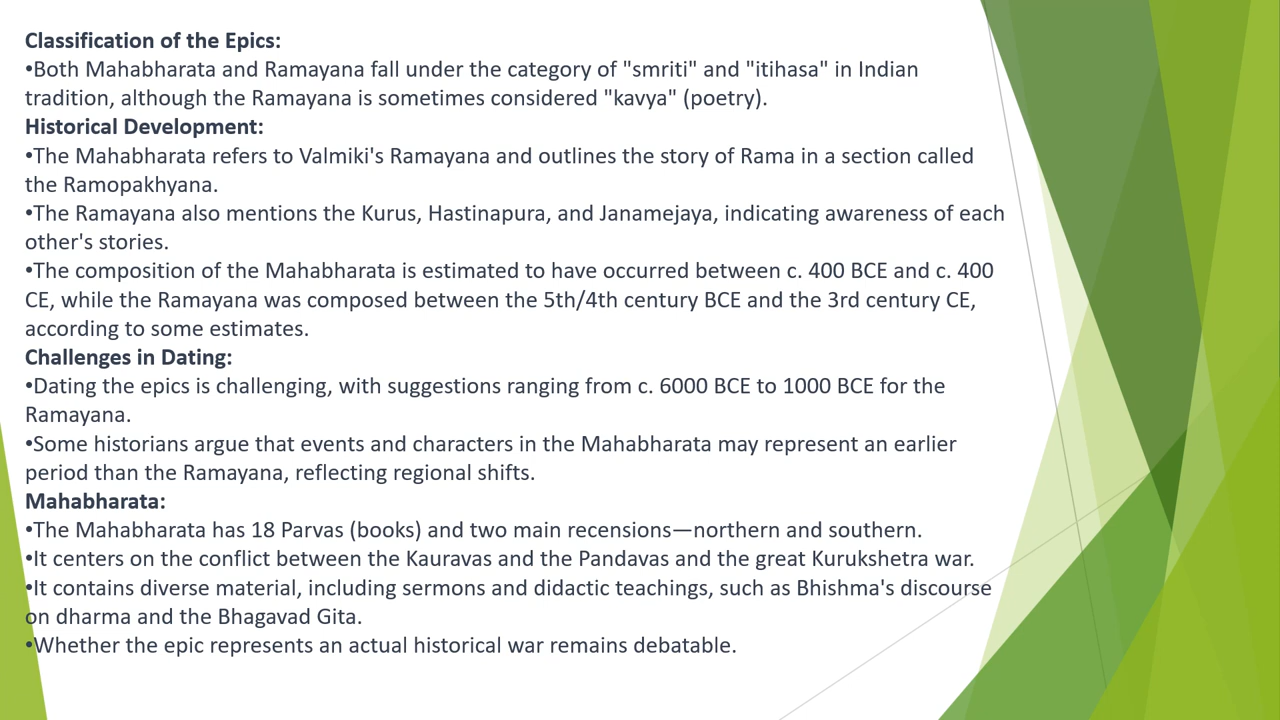 Classification of the Epics:
•Both Mahabharata and Ramayana fall under the category of "smriti" and "itihasa" in Indian
tradition, although the Ramayana is sometimes considered "kavya" (poetry).
Historical Development:
•The Mahabharata refers to Valmiki's Ramayana and outlines the story of Rama in a section called
the Ramopakhyana.
•The Ramayana also mentions the Kurus, Hastinapura, and Janamejaya, indicating awareness of each
other's stories.
•The composition of the Mahabharata is estimated to have occurred between c. 400 BCE and c. 400
CE, while the Ramayana was composed between the 5th/4th century BCE and the 3rd century CE,
according to some estimates.
Challenges in Dating:
•Dating the epics is challenging, with suggestions ranging from c. 6000 BCE to 1000 BCE for the
Ramayana.
•Some historians argue that events and characters in the Mahabharata may represent an earlier
period than the Ramayana, reflecting regional shifts.
Mahabharata:
•The Mahabharata has 18 Parvas (books) and two main recensions—northern and southern.
•It centers on the conflict between the Kauravas and the Pandavas and the great Kurukshetra war.
•It contains diverse material, including sermons and didactic teachings, such as Bhishma's discourse
on dharma and the Bhagavad Gita.
•Whether the epic represents an actual historical war remains debatable.